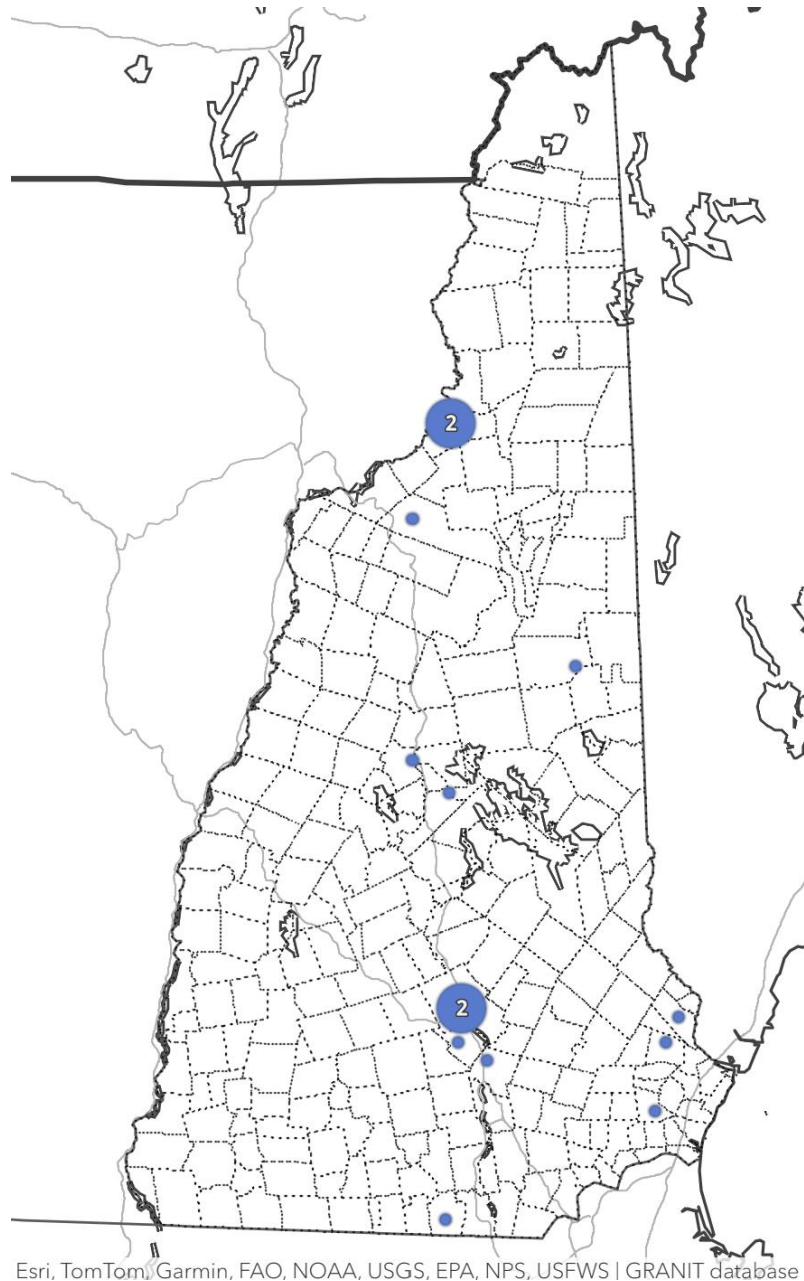 2
2
Esri, TomTom, Garmin, FAO, NOAA, USGS, EPA, NPS, USFWS | GRANIT database